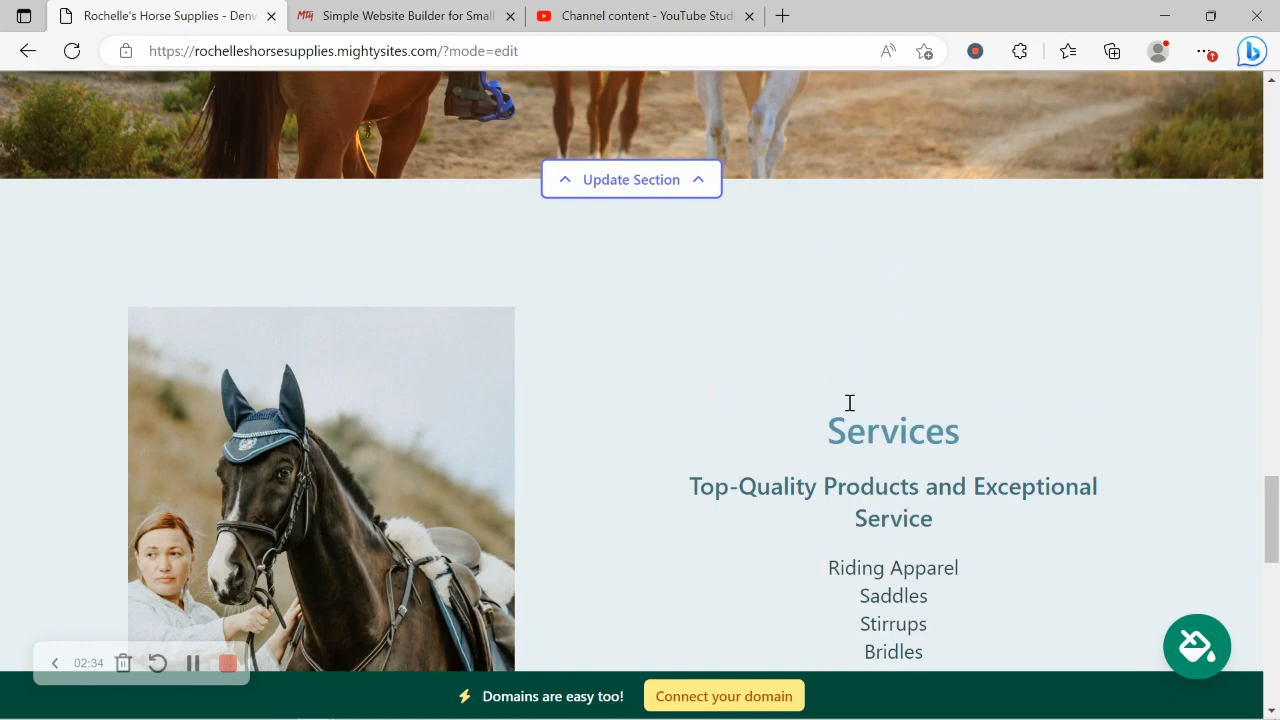 Rochelle's Horse Supplies - Denv
Simple Website Builder for Small
Channel content - YouTube Studi
https://rochelleshorsesupplies.mightysites.com/?mode=edit
Update Section
Services
Top-Quality Products and Exceptional
Service
Riding Apparel
Saddles
Stirrups
Bridles
02:34
Domains are easy too!
Connect your domain